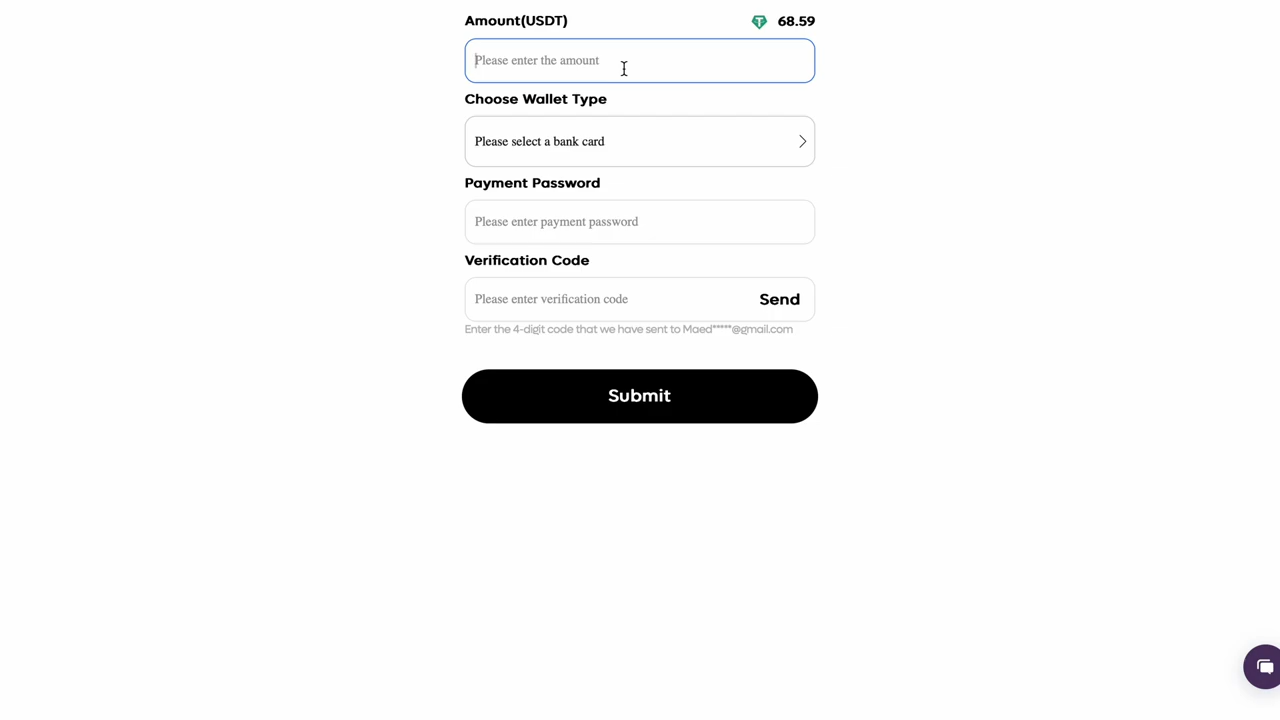 Amount(USDT) 68.59
Please enter the amount
Choose Wallet Type
Please select a bank card
Payment Password
Please enter payment password
Verification Code
Please enter verification code Send
Enter the 4-digit code that we have sent to Maed*****@gmail.com
Submit